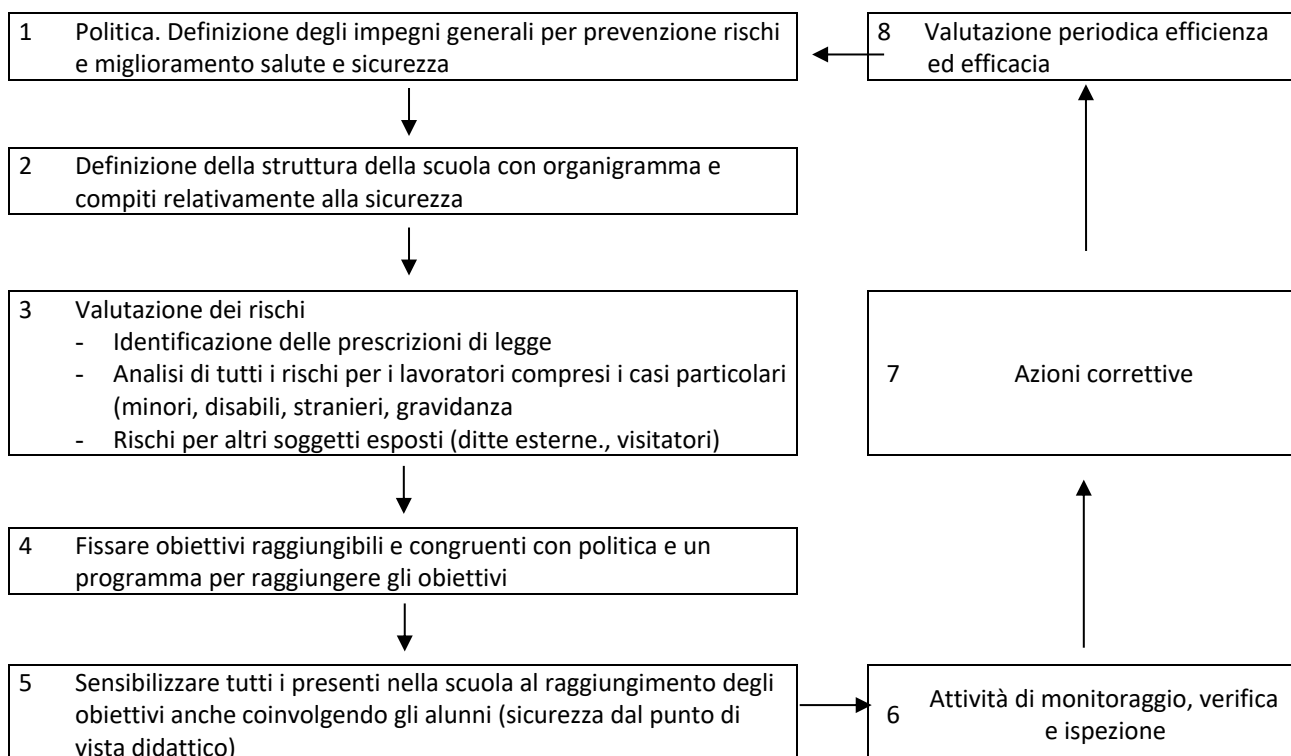 1 Politica. Definizione degli impegni generali per prevenzione rischi
e miglioramento salute e sicurezza
8 Valutazione periodica efficienza
ed efficacia
2 Definizione della struttura della scuola con organigramma e
compiti relativamente alla sicurezza
3 Valutazione dei rischi
- Identificazione delle prescrizioni di legge
- Analisi di tutti i rischi per i lavoratori compresi i casi particolari
(minori, disabili, stranieri, gravidanza
- Rischi per altri soggetti esposti (ditte esterne., visitatori)
7 Azioni correttive
4 Fissare obiettivi raggiungibili e congruenti con politica e un
programma per raggiungere gli obiettivi
5 Sensibilizzare tutti i presenti nella scuola al raggiungimento degli
obiettivi anche coinvolgendo gli alunni (sicurezza dal punto di
vista didattico)
6 Attività di monitoraggio, verifica
e ispezione